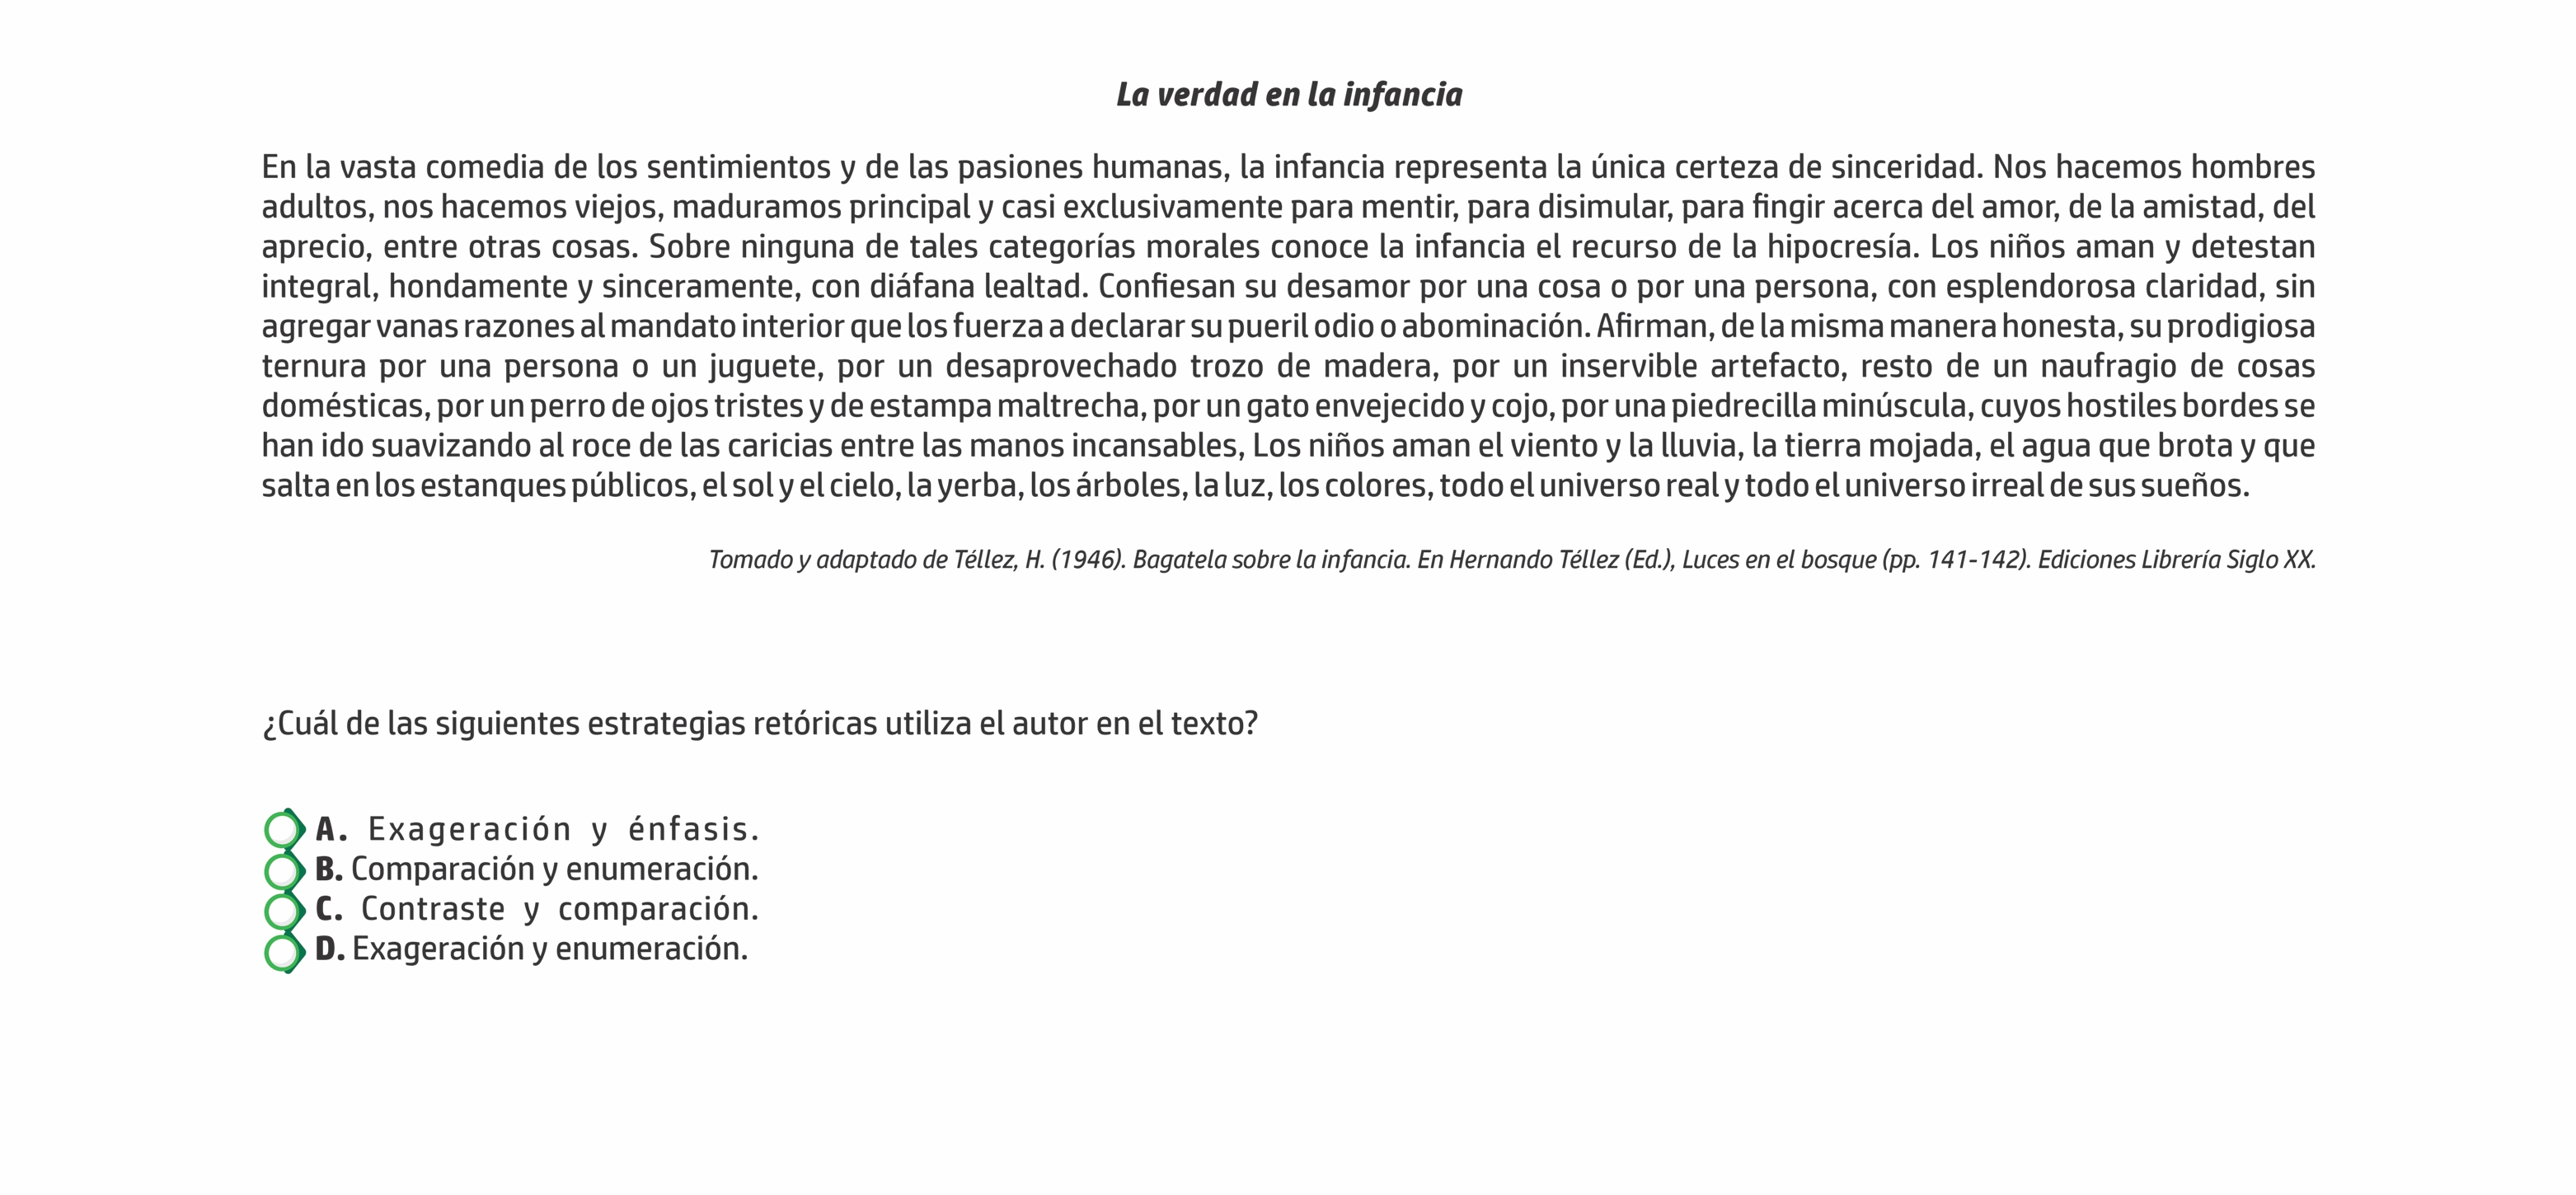 La verdad en la infancia
En la vasta comedia de los sentimientos y de las pasiones humanas, la infancia representa la única certeza de sinceridad. Nos hacemos hombres
adultos, nos hacemos viejos, maduramos principal y casi exclusivamente para mentir, para disimular, para fingir acerca del amor, de la amistad, del
aprecio, entre otras cosas. Sobre ninguna de tales categorías morales conoce la infancia el recurso de la hipocresía. Los niños aman y detestan
integral, hondamente y sinceramente, con diáfana lealtad. Confiesan su desamor por una cosa o por una persona, con esplendorosa claridad, sin
agregar vanas razones al mandato interior que los fuerza a declarar su pueril odio o abominación. Afirman, de la misma manera honesta, su prodigiosa
ternura por una persona o un juguete, por un desaprovechado trozo de madera, por un inservible artefacto, resto de un naufragio de cosas
domésticas, por un perro de ojos tristes y de estampa maltrecha, por un gato envejecido y cojo, por una piedrecilla minúscula, cuyos hostiles bordes se
han ido suavizando al roce de las caricias entre las manos incansables, Los niños aman el viento y la lluvia, la tierra mojada, el agua que brota y que
salta en los estanques públicos, el sol y el cielo, la yerba, los árboles, la luz, los colores, todo el universo real y todo el universo irreal de sus sueños.
Tomado y adaptado de Téllez, H. (1946). Bagatela sobre la infancia. En Hernando Téllez (Ed.), Luces en el bosque (pp. 141-142). Ediciones Librería Siglo XX.
¿Cuál de las siguientes estrategias retóricas utiliza el autor en el texto?
A. Exageración y énfasis.
B. Comparación y enumeración.
C. Contraste y comparación.
D. Exageración y enumeración.